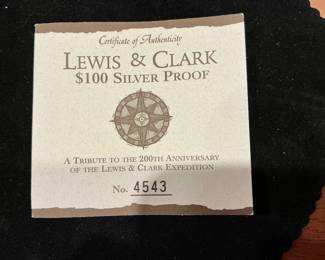 Certificate of Authenticity
LEWIS & CLARK
$100 SILVER PROOF
A TRIBUTE TO THE 200TH ANNIVERSARY
OF THE LEWIS & CLARK EXPEDITION
No. 4543